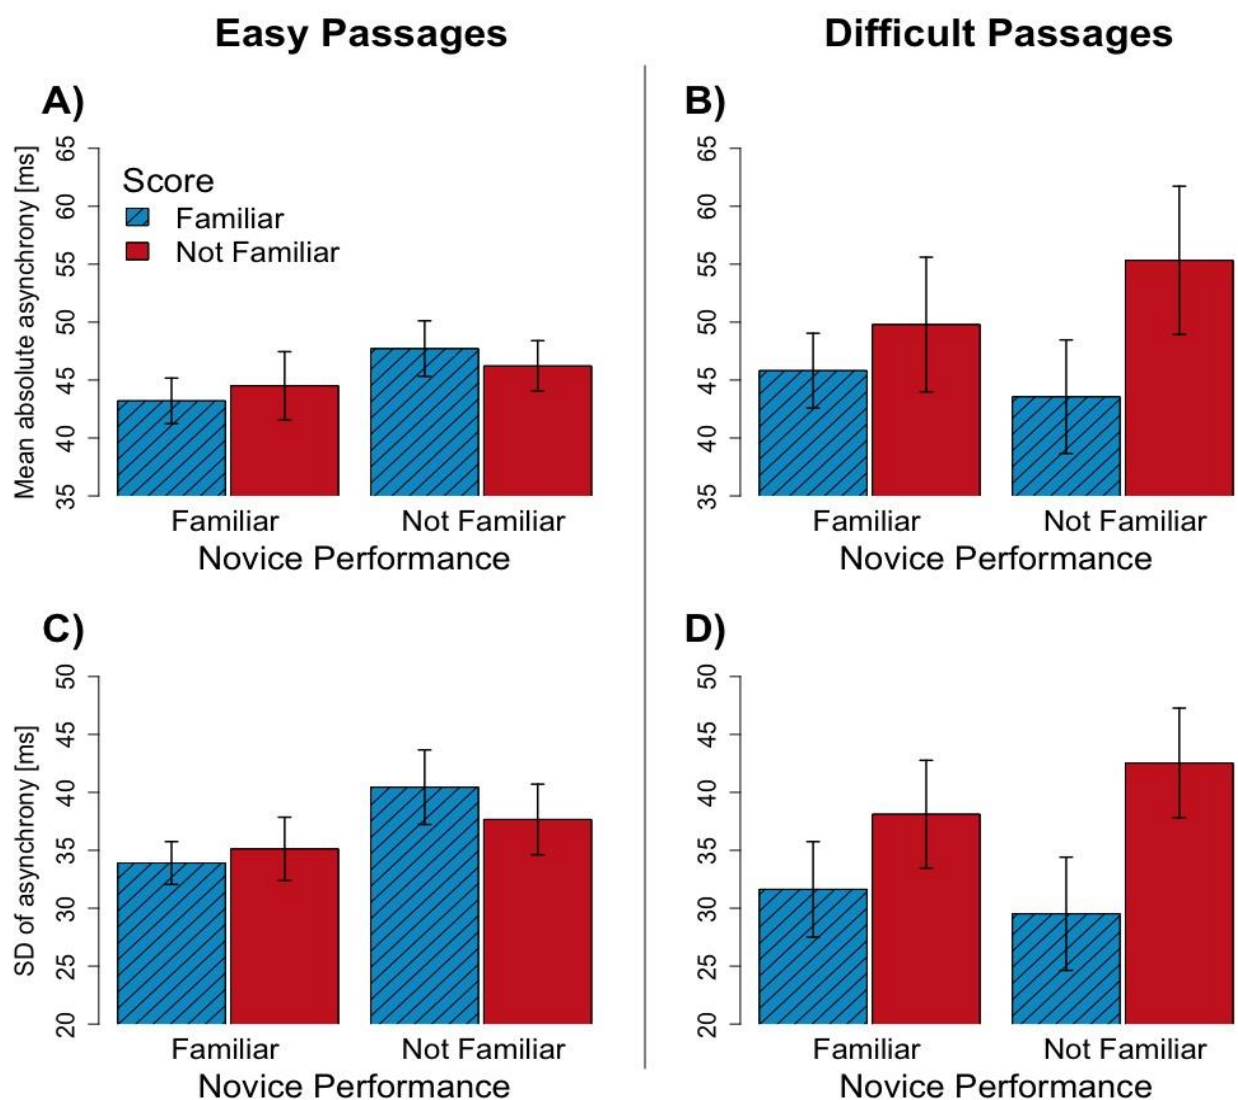 Easy Passages
Difficult Passages
A)
Mean absolute asynchrony [ms]
65
60
55
50
45
40
35
Score
Familiar
Not Familiar
Familiar
Not Familiar
Novice Performance
B)
65
60
55
50
45
40
35
Familiar
Not Familiar
Novice Performance
C)
SD of asynchrony [ms]
50
45
40
35
30
25
20
Familiar
Not Familiar
Novice Performance
D)
50
45
40
35
30
25
20
Familiar
Not Familiar
Novice Performance